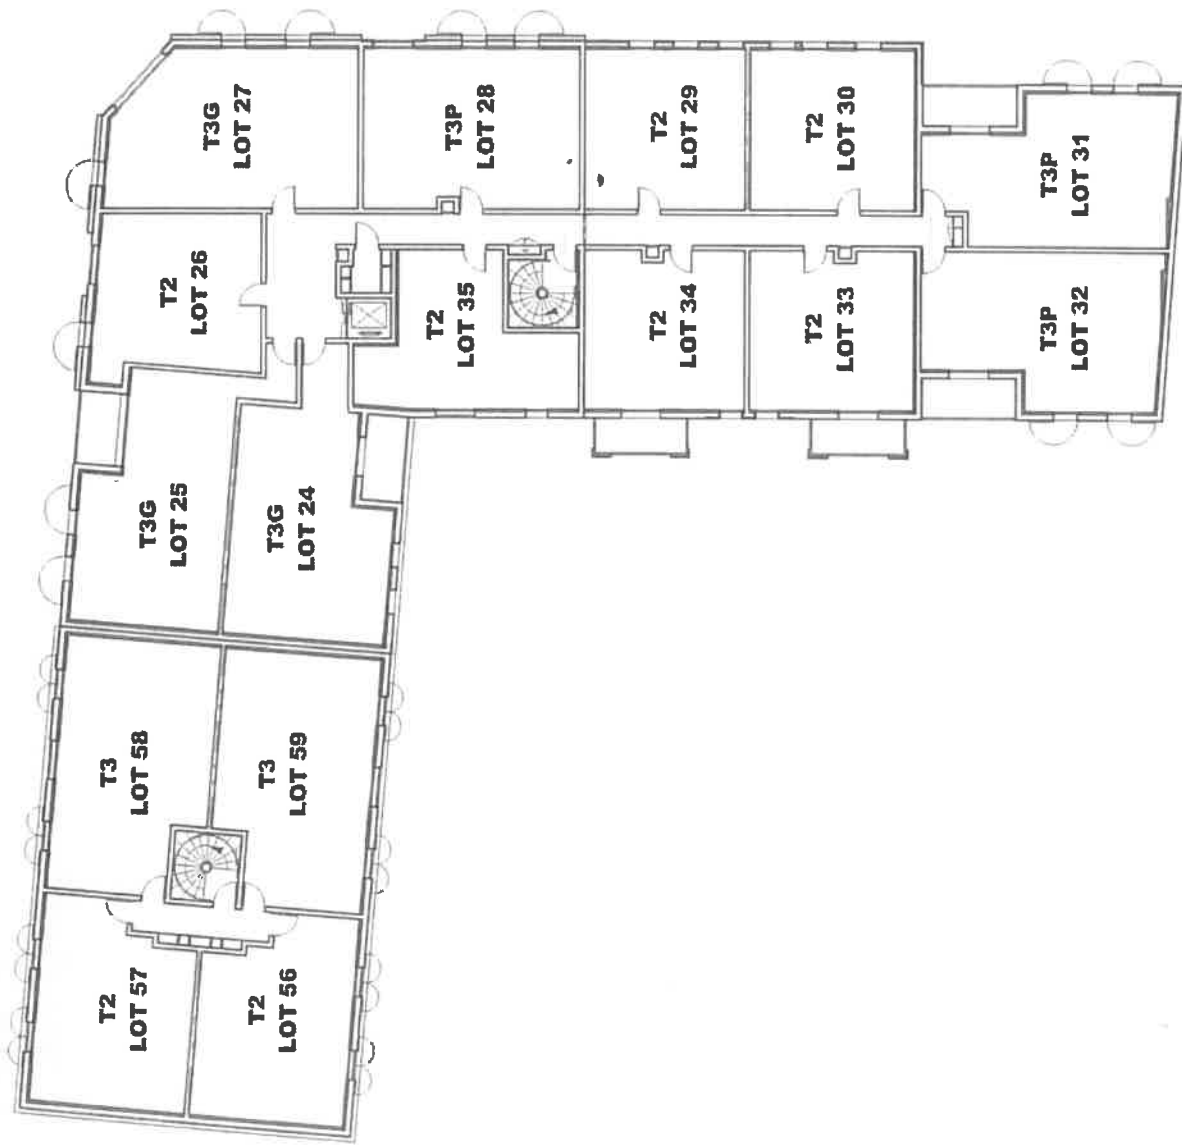 T3G
LOT 27
T3P
LOT 28
T2
LOT 29
T2
LOT 30
T3P
LOT 31
T2
LOT 26
T2
LOT 35
T2
LOT 34
T2
LOT 33
T3P
LOT 32
T3G
LOT 25
T3G
LOT 24
T3
LOT 58
T3
LOT 59
T2
LOT 57
T2
LOT 56